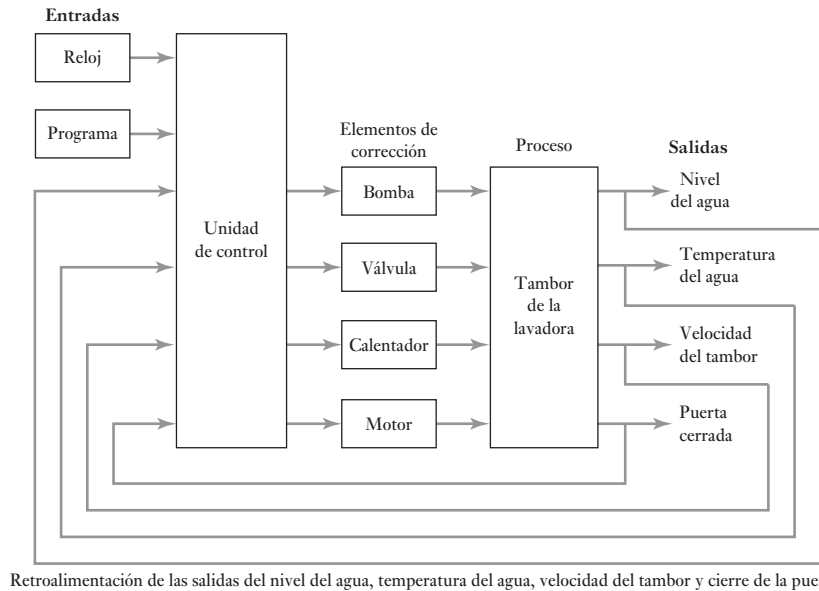 Entradas
Reloj
Programa
Unidad
de control
Elementos de
corrección
Bomba
Válvula
Calentador
Motor
Proceso
Tambor
de la
lavadora
Salidas
Nivel
del agua
Temperatura
del agua
Velocidad
del tambor
Puerta
cerrada
Retroalimentación de las salidas del nivel del agua, temperatura del agua, velocidad del tambor y cierre de la